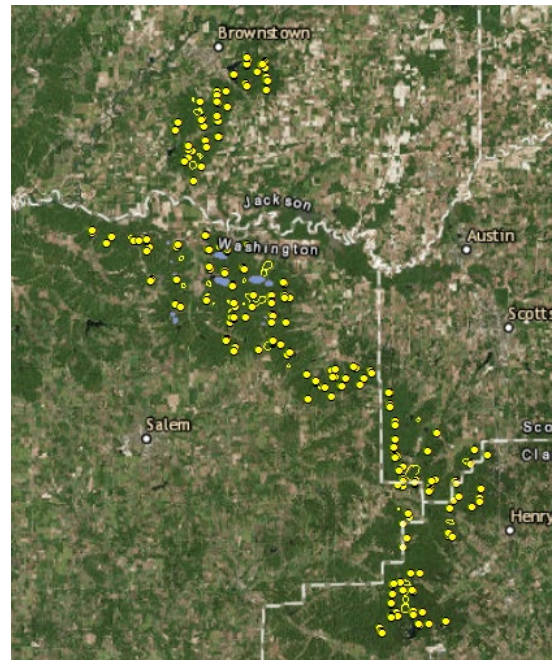 Brownstown
Jackson
Washington
Austin
Scotts
Salem
Sco
Cla
Henry